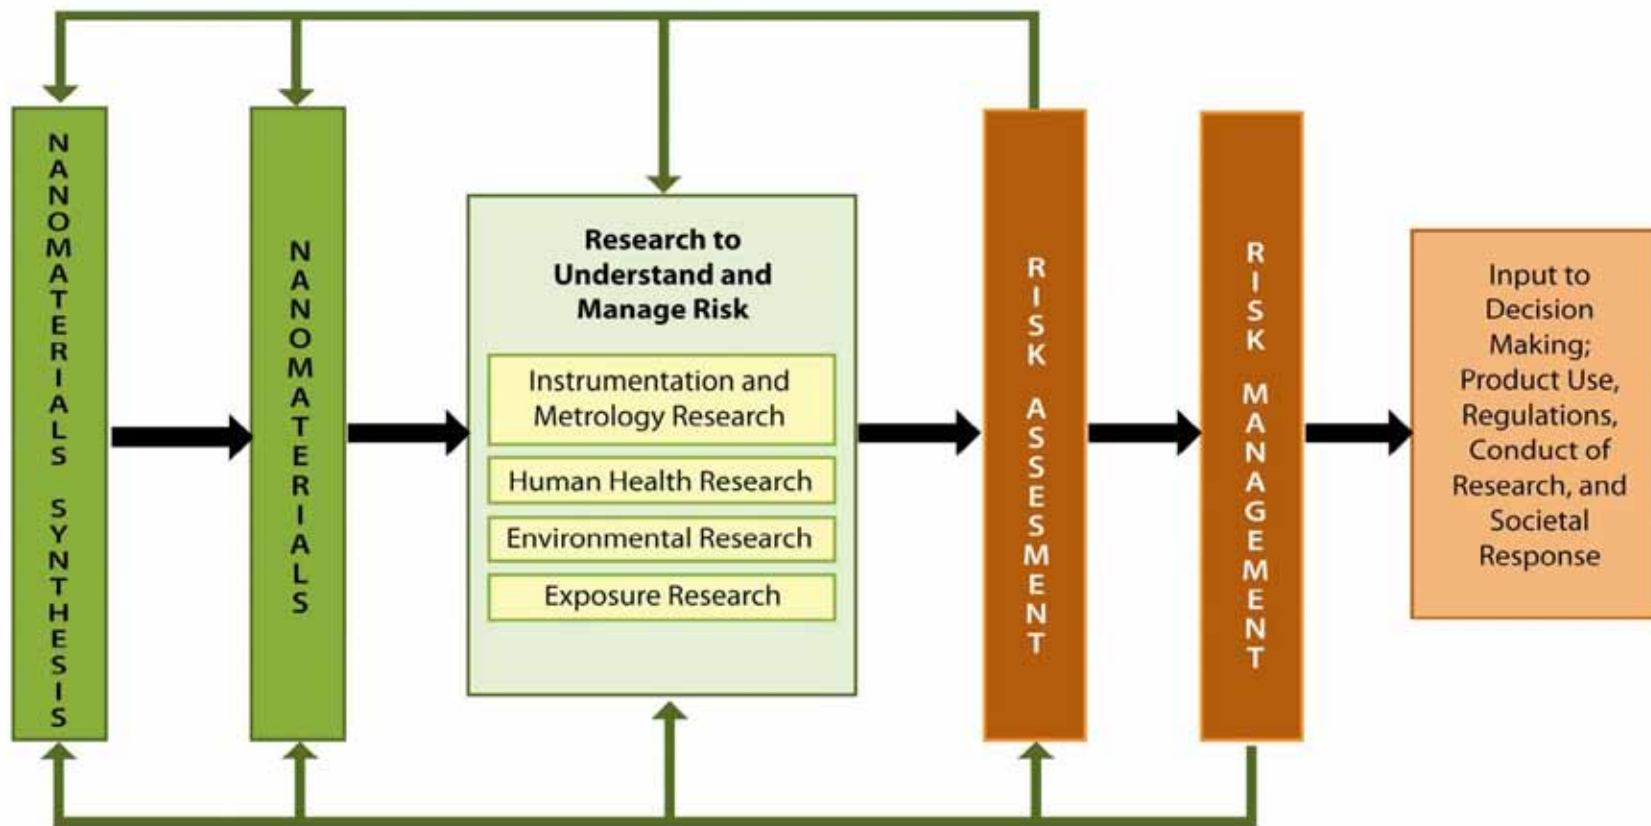 NANOMATERIALS SYNTHESIS
NANOMATERIALS
Research to
Understand and
Manage Risk
Instrumentation and
Metrology Research
Human Health Research
Environmental Research
Exposure Research
RISK ASSESMENT
RISK MANAGEMENT
Input to
Decision
Making;
Product Use,
Regulations,
Conduct of
Research, and
Societal
Response